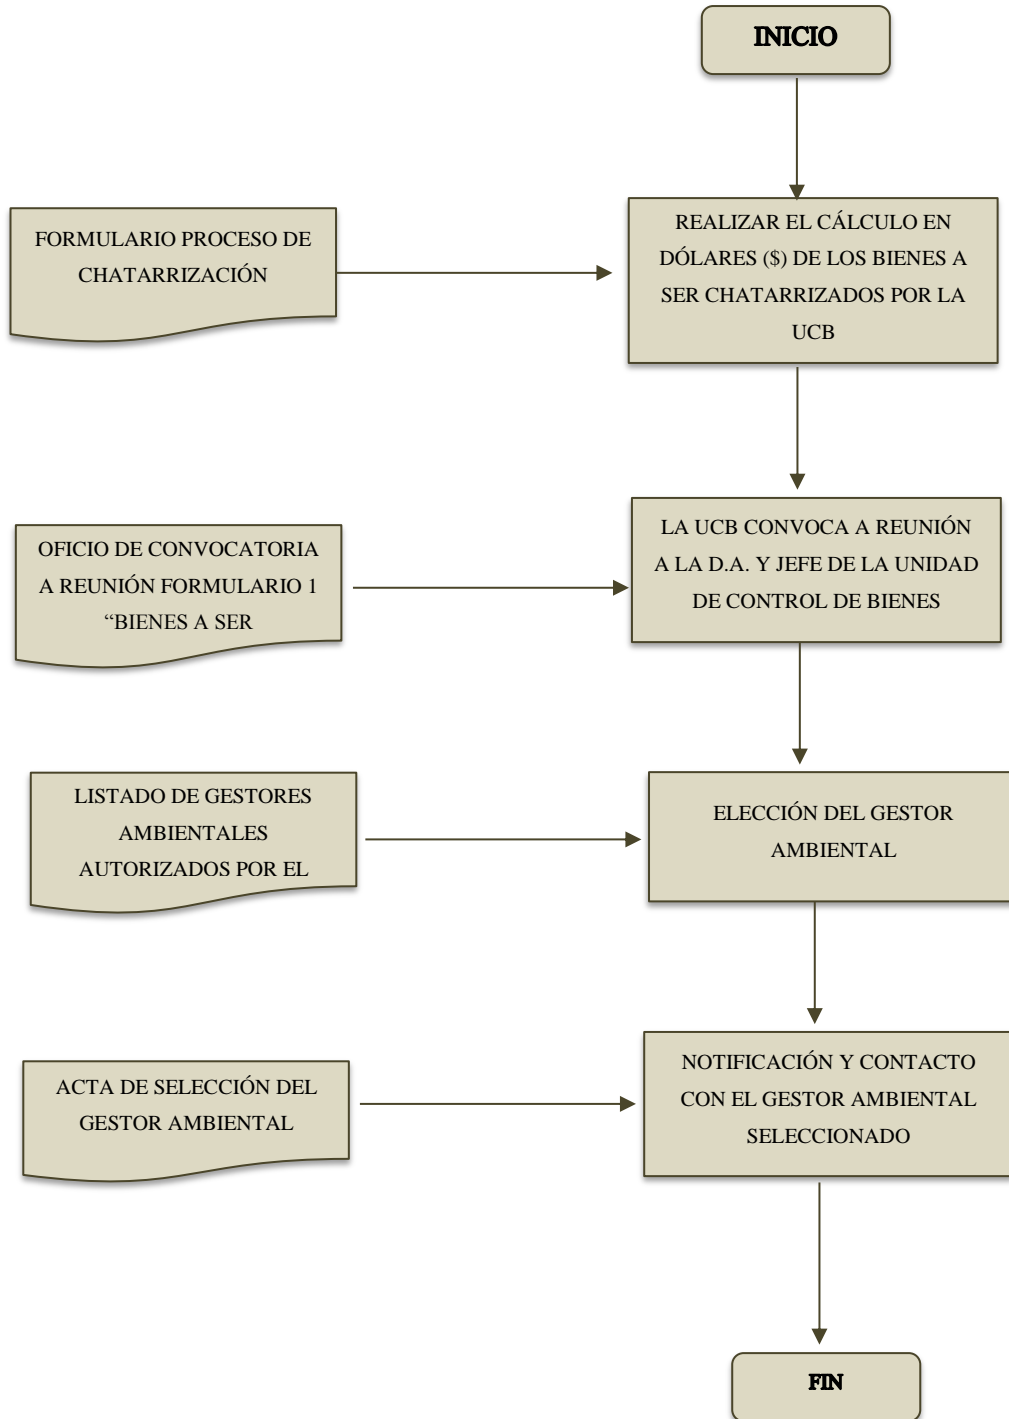 INICIO
FORMULARIO PROCESO DE
CHATARRIZACIÓN
REALIZAR EL CÁLCULO EN
DÓLARES ($) DE LOS BIENES A
SER CHATARRIZADOS POR LA
UCB
OFICIO DE CONVOCATORIA
A REUNIÓN FORMULARIO 1
“BIENES A SER
LA UCB CONVOCA A REUNIÓN
A LA D.A. Y JEFE DE LA UNIDAD
DE CONTROL DE BIENES
LISTADO DE GESTORES
AMBIENTALES
AUTORIZADOS POR EL
ELECCIÓN DEL GESTOR
AMBIENTAL
ACTA DE SELECCIÓN DEL
GESTOR AMBIENTAL
NOTIFICACIÓN Y CONTACTO
CON EL GESTOR AMBIENTAL
SELECCIONADO
FIN